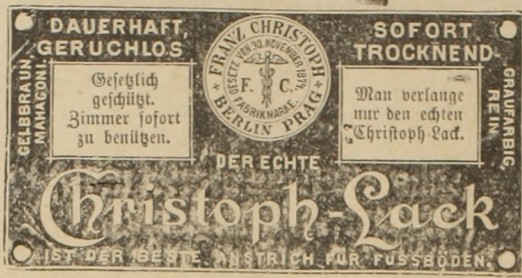 DAUERHAFT,
GERUCHLOS
GELBBRAUN,
MAHAGONI.
Gesetzlich
geschützt.
Zimmer sofort
zu benützen.
FRANZ CHRISTOPH
BERLIN PRAG
GESETZ VON 30. NOVEMBER 1874.
F. C.
FABRIKMARKE.
SOFORT
TROCKNEND
Man verlange
nur den echten
Christoph Lack.
GRAUFARBIG,
REIN
DER ECHTE
Christoph-Lack
IST DER BESTE ANSTRICH FÜR FUSSBÖDEN.